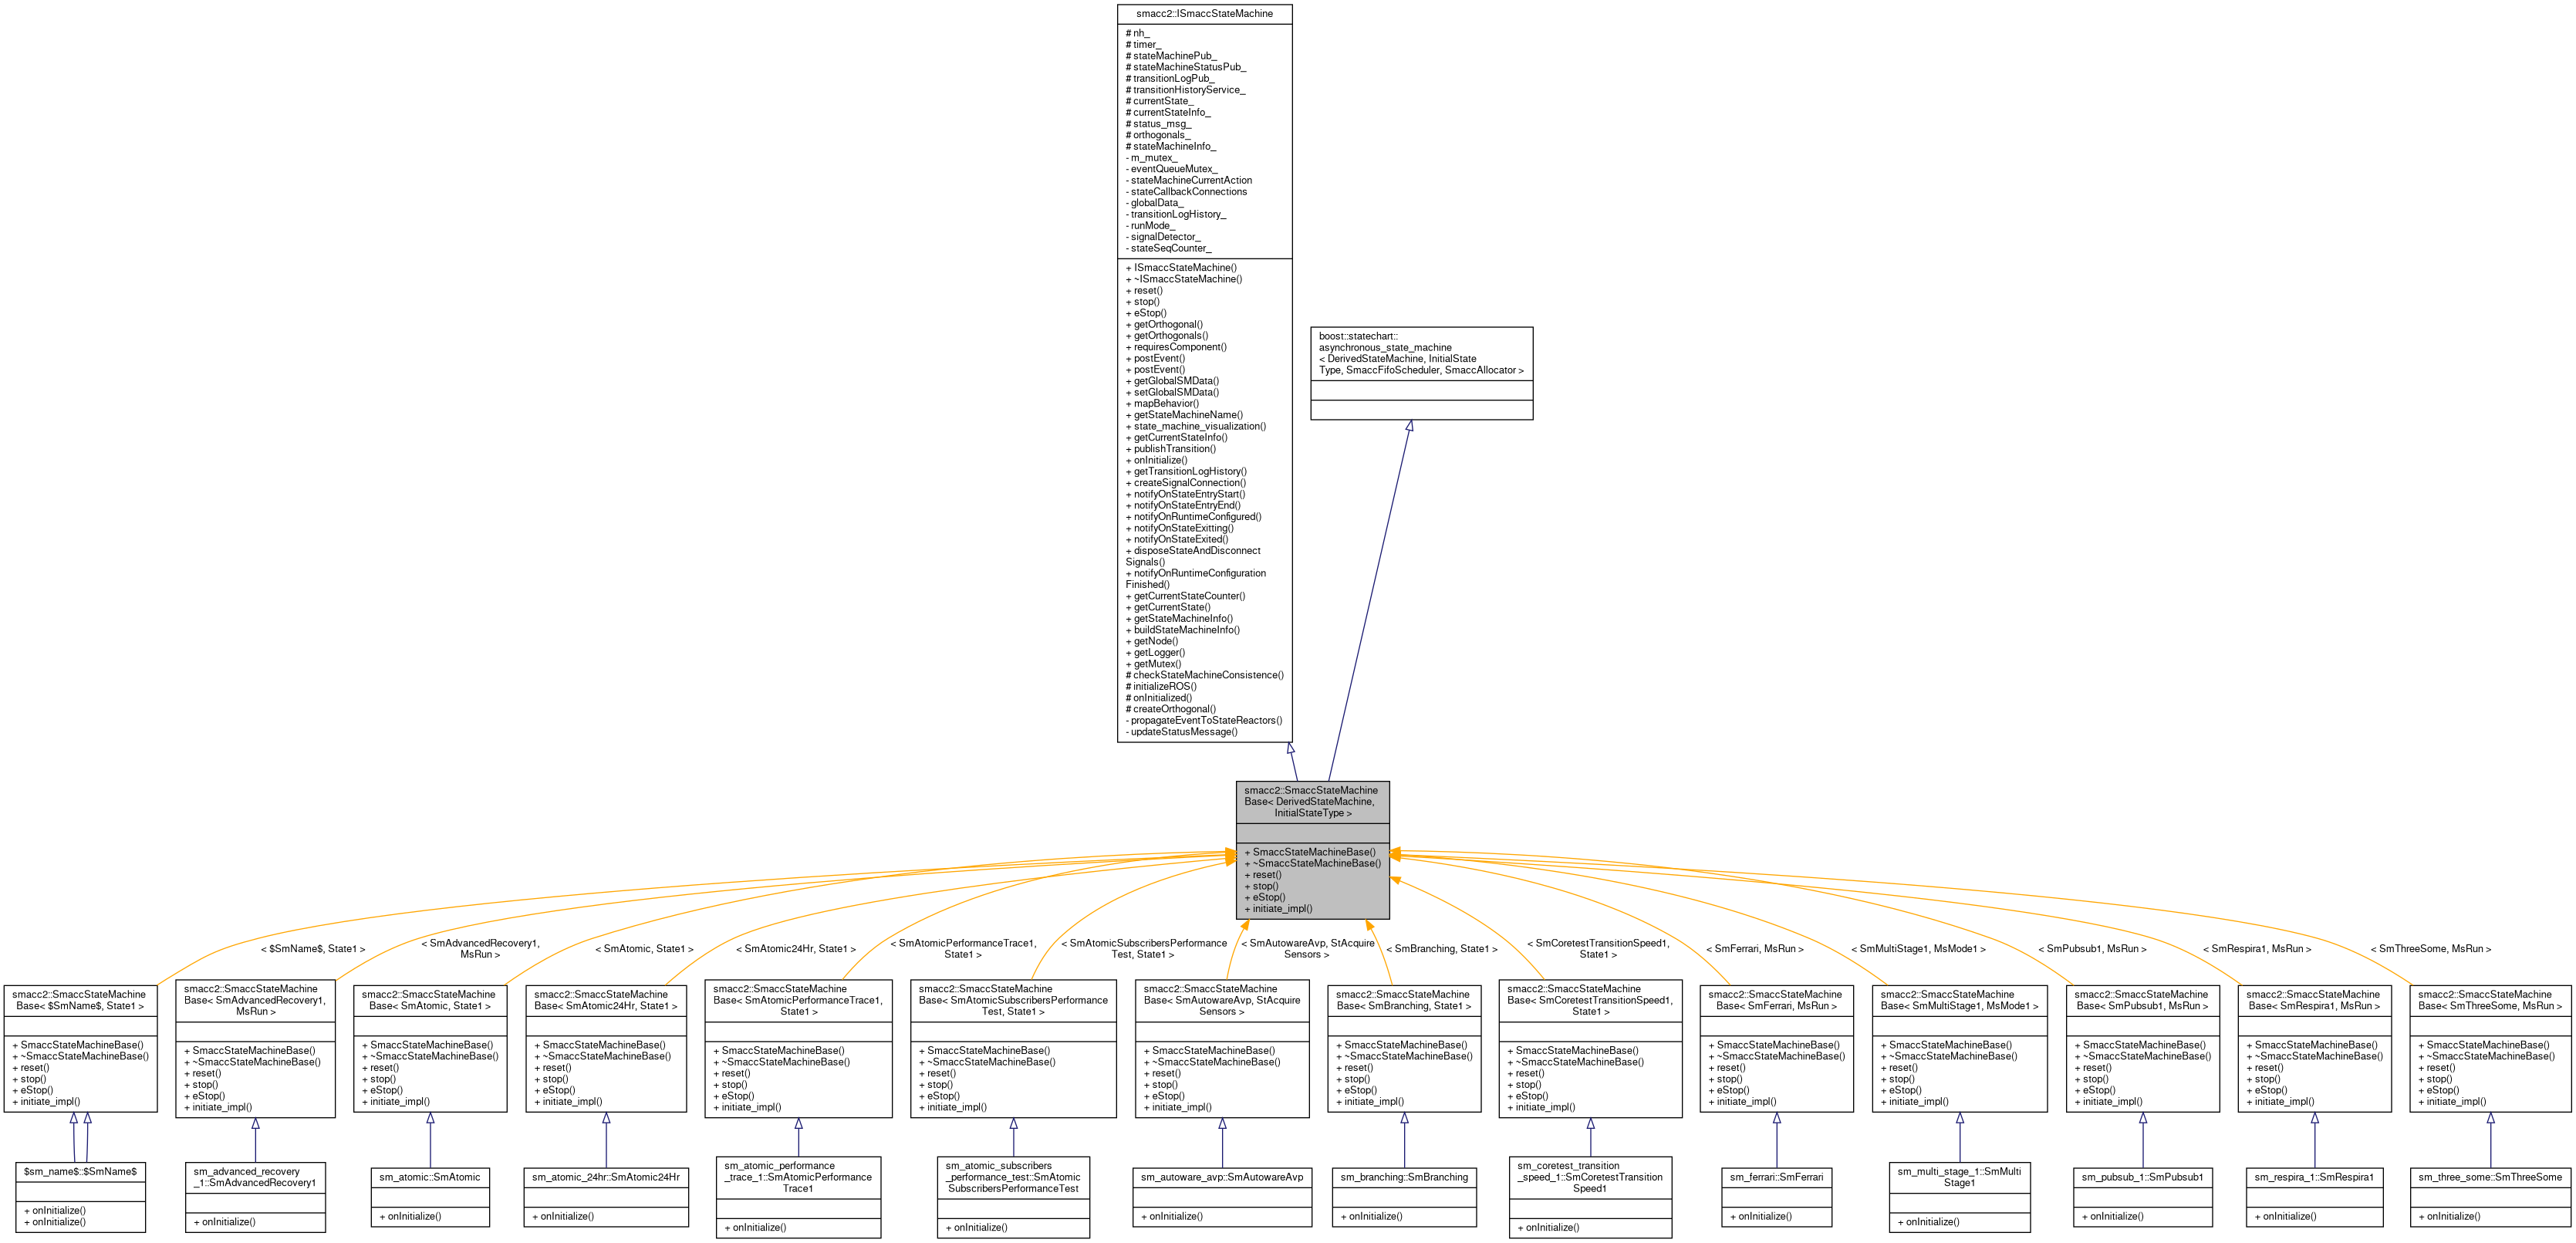 smacc2::ISmaccStateMachine
# nh_
# timer_
# stateMachinePub_
# stateMachineStatusPub_
# transitionLogPub_
# transitionHistoryService_
# currentState_
# currentStateInfo_
# status_msg_
# orthogonals_
# stateMachineInfo_
- m_mutex_
- eventQueueMutex_
- stateMachineCurrentAction
- stateCallbackConnections
- globalData_
- transitionLogHistory_
- runMode_
- signalDetector_
- stateSeqCounter_
+ ISmaccStateMachine()
+ ~ISmaccStateMachine()
+ reset()
+ stop()
+ eStop()
+ getOrthogonal()
+ getOrthogonals()
+ requiresComponent()
+ postEvent()
+ postEvent()
+ getGlobalSMData()
+ setGlobalSMData()
+ mapBehavior()
+ getStateMachineName()
+ state_machine_visualization()
+ getCurrentStateInfo()
+ publishTransition()
+ onInitialize()
+ getTransitionLogHistory()
+ createSignalConnection()
+ notifyOnStateEntryStart()
+ notifyOnStateEntryEnd()
+ notifyOnRuntimeConfigured()
+ notifyOnStateExitting()
+ notifyOnStateExited()
+ disposeStateAndDisconnect
Signals()
+ notifyOnRuntimeConfiguration
Finished()
+ getCurrentStateCounter()
+ getCurrentState()
+ getStateMachineInfo()
+ buildStateMachineInfo()
+ getNode()
+ getLogger()
+ getMutex()
# checkStateMachineConsistence()
# initializeROS()
# onInitialized()
# createOrthogonal()
- propagateEventToStateReactors()
- updateStatusMessage()
boost::statechart::
asynchronous_state_machine
< DerivedStateMachine, InitialState
Type, SmaccFifoScheduler, SmaccAllocator >
smacc2::SmaccStateMachine
Base< DerivedStateMachine,
InitialStateType >
+ SmaccStateMachineBase()
+ ~SmaccStateMachineBase()
+ reset()
+ stop()
+ eStop()
+ initiate_impl()
< $SmName$, State1 >
< SmAdvancedRecovery1,
MsRun >
< SmAtomic, State1 >
< SmAtomic24Hr, State1 >
< SmAtomicPerformanceTrace1,
State1 >
< SmAtomicSubscribersPerformance
Test, State1 >
< SmAutowareAvp, StAcquire
Sensors >
< SmBranching, State1 >
< SmCoretestTransitionSpeed1,
State1 >
< SmFerrari, MsRun >
< SmMultiStage1, MsMode1 >
< SmPubsub1, MsRun >
< SmRespira1, MsRun >
< SmThreeSome, MsRun >
smacc2::SmaccStateMachine
Base< $SmName$, State1 >
+ SmaccStateMachineBase()
+ ~SmaccStateMachineBase()
+ reset()
+ stop()
+ eStop()
+ initiate_impl()
smacc2::SmaccStateMachine
Base< SmAdvancedRecovery1,
MsRun >
+ SmaccStateMachineBase()
+ ~SmaccStateMachineBase()
+ reset()
+ stop()
+ eStop()
+ initiate_impl()
smacc2::SmaccStateMachine
Base< SmAtomic, State1 >
+ SmaccStateMachineBase()
+ ~SmaccStateMachineBase()
+ reset()
+ stop()
+ eStop()
+ initiate_impl()
smacc2::SmaccStateMachine
Base< SmAtomic24Hr, State1 >
+ SmaccStateMachineBase()
+ ~SmaccStateMachineBase()
+ reset()
+ stop()
+ eStop()
+ initiate_impl()
smacc2::SmaccStateMachine
Base< SmAtomicPerformanceTrace1,
State1 >
+ SmaccStateMachineBase()
+ ~SmaccStateMachineBase()
+ reset()
+ stop()
+ eStop()
+ initiate_impl()
smacc2::SmaccStateMachine
Base< SmAtomicSubscribersPerformance
Test, State1 >
+ SmaccStateMachineBase()
+ ~SmaccStateMachineBase()
+ reset()
+ stop()
+ eStop()
+ initiate_impl()
smacc2::SmaccStateMachine
Base< SmAutowareAvp, StAcquire
Sensors >
+ SmaccStateMachineBase()
+ ~SmaccStateMachineBase()
+ reset()
+ stop()
+ eStop()
+ initiate_impl()
smacc2::SmaccStateMachine
Base< SmBranching, State1 >
+ SmaccStateMachineBase()
+ ~SmaccStateMachineBase()
+ reset()
+ stop()
+ eStop()
+ initiate_impl()
smacc2::SmaccStateMachine
Base< SmCoretestTransitionSpeed1,
State1 >
+ SmaccStateMachineBase()
+ ~SmaccStateMachineBase()
+ reset()
+ stop()
+ eStop()
+ initiate_impl()
smacc2::SmaccStateMachine
Base< SmFerrari, MsRun >
+ SmaccStateMachineBase()
+ ~SmaccStateMachineBase()
+ reset()
+ stop()
+ eStop()
+ initiate_impl()
smacc2::SmaccStateMachine
Base< SmMultiStage1, MsMode1 >
+ SmaccStateMachineBase()
+ ~SmaccStateMachineBase()
+ reset()
+ stop()
+ eStop()
+ initiate_impl()
smacc2::SmaccStateMachine
Base< SmPubsub1, MsRun >
+ SmaccStateMachineBase()
+ ~SmaccStateMachineBase()
+ reset()
+ stop()
+ eStop()
+ initiate_impl()
smacc2::SmaccStateMachine
Base< SmRespira1, MsRun >
+ SmaccStateMachineBase()
+ ~SmaccStateMachineBase()
+ reset()
+ stop()
+ eStop()
+ initiate_impl()
smacc2::SmaccStateMachine
Base< SmThreeSome, MsRun >
+ SmaccStateMachineBase()
+ ~SmaccStateMachineBase()
+ reset()
+ stop()
+ eStop()
+ initiate_impl()
$sm_name$::$SmName$
+ onInitialize()
+ onInitialize()
sm_advanced_recovery
_1::SmAdvancedRecovery1
+ onInitialize()
sm_atomic::SmAtomic
+ onInitialize()
sm_atomic_24hr::SmAtomic24Hr
+ onInitialize()
sm_atomic_performance
_trace_1::SmAtomicPerformance
Trace1
+ onInitialize()
sm_atomic_subscribers
_performance_test::SmAtomic
SubscribersPerformanceTest
+ onInitialize()
sm_autoware_avp::SmAutowareAvp
+ onInitialize()
sm_branching::SmBranching
+ onInitialize()
sm_coretest_transition
_speed_1::SmCoretestTransition
Speed1
+ onInitialize()
sm_ferrari::SmFerrari
+ onInitialize()
sm_multi_stage_1::SmMulti
Stage1
+ onInitialize()
sm_pubsub_1::SmPubsub1
+ onInitialize()
sm_respira_1::SmRespira1
+ onInitialize()
sm_three_some::SmThreeSome
+ onInitialize()